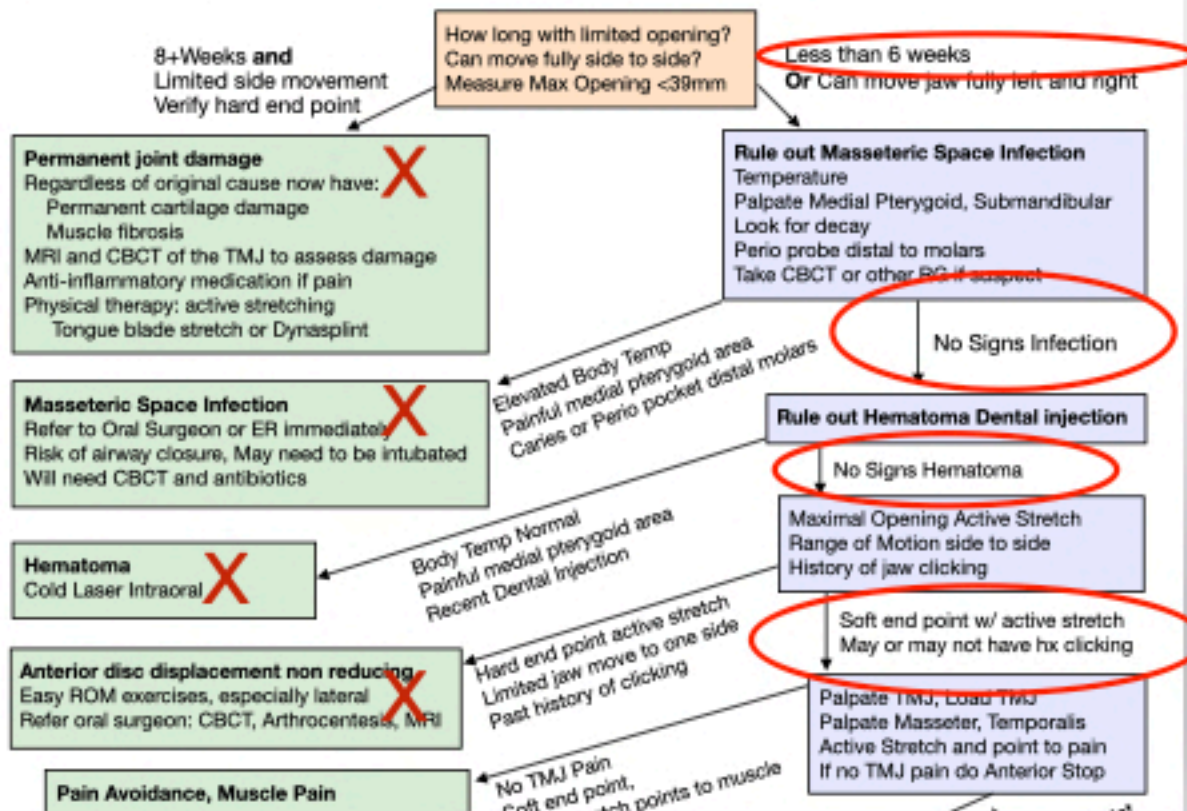 How long with limited opening?
Can move fully side to side?
Measure Max Opening <39mm
8+Weeks and
Limited side movement
Verify hard end point
Less than 6 weeks
Or Can move jaw fully left and right
Permanent joint damage
Regardless of original cause now have:
Permanent cartilage damage
Muscle fibrosis
MRI and CBCT of the TMJ to assess damage
Anti-inflammatory medication if pain
Physical therapy: active stretching
Tongue blade stretch or Dynasplint
X
Rule out Masseteric Space Infection
Temperature
Palpate Medial Pterygoid, Submandibular
Look for decay
Perio probe distal to molars
Take CBCT or other RG if suspect
Elevated Body Temp
Painful medial pterygoid area
Caries or Perio pocket distal molars
No Signs Infection
Masseteric Space Infection
Refer to Oral Surgeon or ER immediately
Risk of airway closure, May need to be intubated
Will need CBCT and antibiotics
X
Rule out Hematoma Dental injection
No Signs Hematoma
Body Temp Normal
Painful medial pterygoid area
Recent Dental Injection
Hematoma
Cold Laser Intraoral
X
Maximal Opening Active Stretch
Range of Motion side to side
History of jaw clicking
Soft end point w/ active stretch
May or may not have hx clicking
Hard end point active stretch
Limited jaw move to one side
Past history of clicking
Anterior disc displacement non reducing
Easy ROM exercises, especially lateral
Refer oral surgeon: CBCT, Arthrocentesis, MRI
X
Palpate TMJ, Load TMJ
Palpate Masseter, Temporalis
Active Stretch and point to pain
If no TMJ pain do Anterior Stop
No TMJ Pain
Soft end point,
points to muscle
Pain Avoidance, Muscle Pain